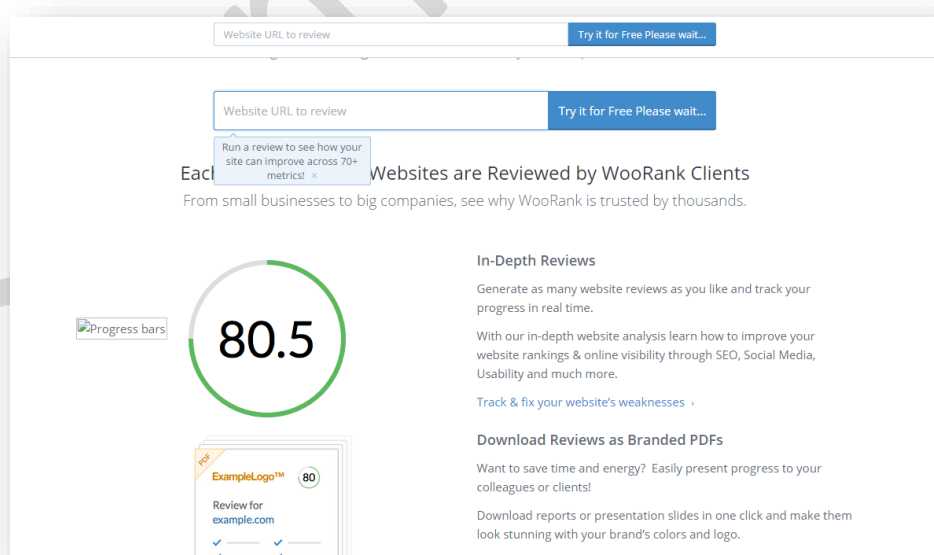 Website URL to review
Try it for Free Please wait...
Website URL to review
Try it for Free Please wait...
Run a review to see how your
site can improve across 70+
metrics! ×
Websites are Reviewed by WooRank Clients
From small businesses to big companies, see why WooRank is trusted by thousands.
Progress bars
80.5
In-Depth Reviews
Generate as many website reviews as you like and track your
progress in real time.
With our in-depth website analysis learn how to improve your
website rankings & online visibility through SEO, Social Media,
Usability and much more.
Track & fix your website's weaknesses ›
PDF
ExampleLogo™
80
Review for
example.com
Download Reviews as Branded PDFs
Want to save time and energy? Easily present progress to your
colleagues or clients!
Download reports or presentation slides in one click and make them
look stunning with your brand's colors and logo.